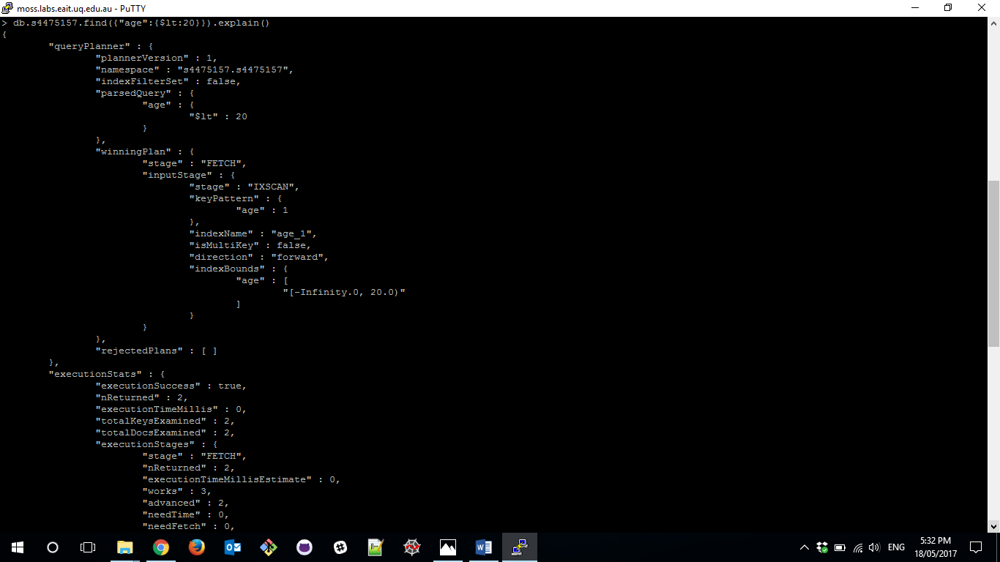 moss.labs.eait.uq.edu.au - PuTTY
> db.s4475157.find({"age":{$lt:20}}).explain()
{
        "queryPlanner" : {
                "plannerVersion" : 1,
                "namespace" : "s4475157.s4475157",
                "indexFilterSet" : false,
                "parsedQuery" : {
                        "age" : {
                                "$lt" : 20
                        }
                },
                "winningPlan" : {
                        "stage" : "FETCH",
                        "inputStage" : {
                                "stage" : "IXSCAN",
                                "keyPattern" : {
                                        "age" : 1
                                },
                                "indexName" : "age_1",
                                "isMultiKey" : false,
                                "direction" : "forward",
                                "indexBounds" : {
                                        "age" : [
                                                "[-Infinity.0, 20.0)"
                                        ]
                                }
                        }
                },
                "rejectedPlans" : [ ]
        },
        "executionStats" : {
                "executionSuccess" : true,
                "nReturned" : 2,
                "executionTimeMillis" : 0,
                "totalKeysExamined" : 2,
                "totalDocsExamined" : 2,
                "executionStages" : {
                        "stage" : "FETCH",
                        "nReturned" : 2,
                        "executionTimeMillisEstimate" : 0,
                        "works" : 3,
                        "advanced" : 2,
                        "needTime" : 0,
                        "needFetch" : 0,
ENG
5:32 PM
18/05/2017